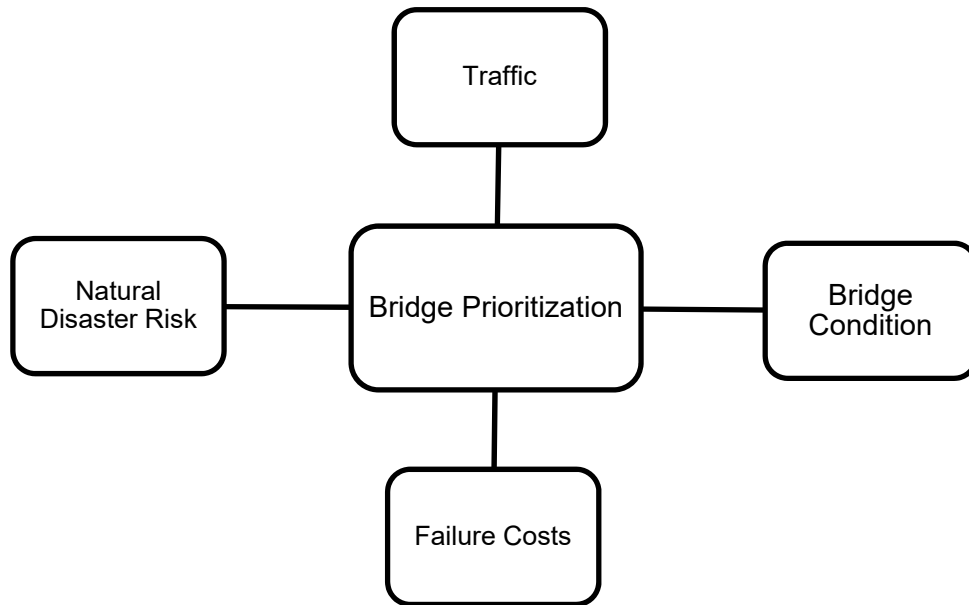 Traffic
Natural
Disaster Risk
Bridge Prioritization
Bridge
Condition
Failure Costs